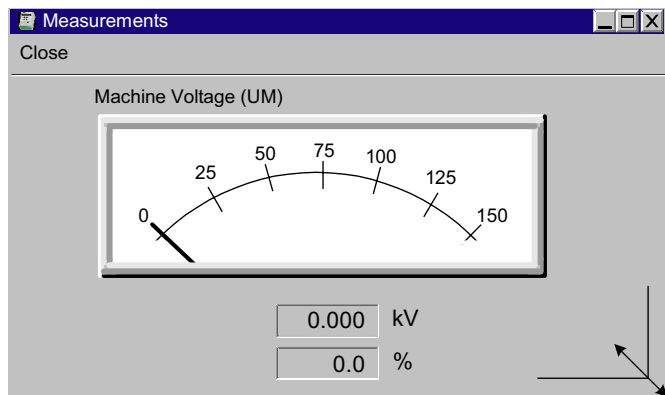 Measurements
Close
Machine Voltage (UM)
0 25 50 75 100 125 150
0.000 kV
0.0 %